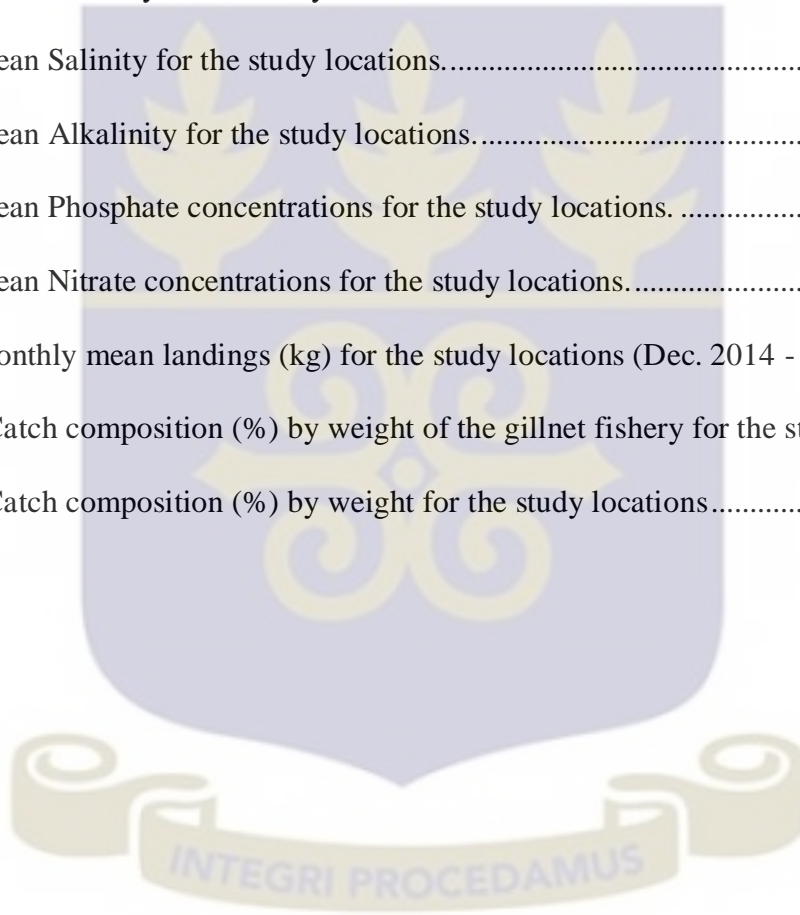 ean Salinity for the study locations...............................................
ean Alkalinity for the study locations............................................
ean Phosphate concentrations for the study locations. ................
ean Nitrate concentrations for the study locations......................
onthly mean landings (kg) for the study locations (Dec. 2014 -
Catch composition (%) by weight of the gillnet fishery for the st
Catch composition (%) by weight for the study locations............
INTEGRI PROCEDAMUS